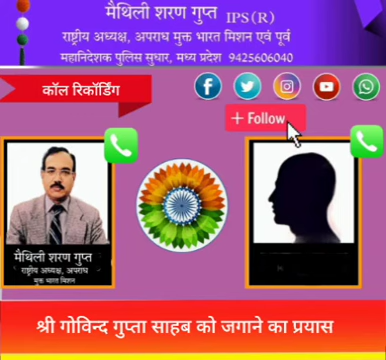 मैथिली शरण गुप्त IPS(R)
राष्ट्रीय अध्यक्ष, अपराध मुक्त भारत मिशन एवं पूर्व
महानिदेशक पुलिस सुधार, मध्य प्रदेश 9425606040
कॉल रिकॉर्डिंग
+ Follow
मैथिली शरण गुप्त
राष्ट्रीय अध्यक्ष, अपराध
मुक्त भारत मिशन
श्री गोविन्द गुप्ता साहब को जगाने का प्रयास